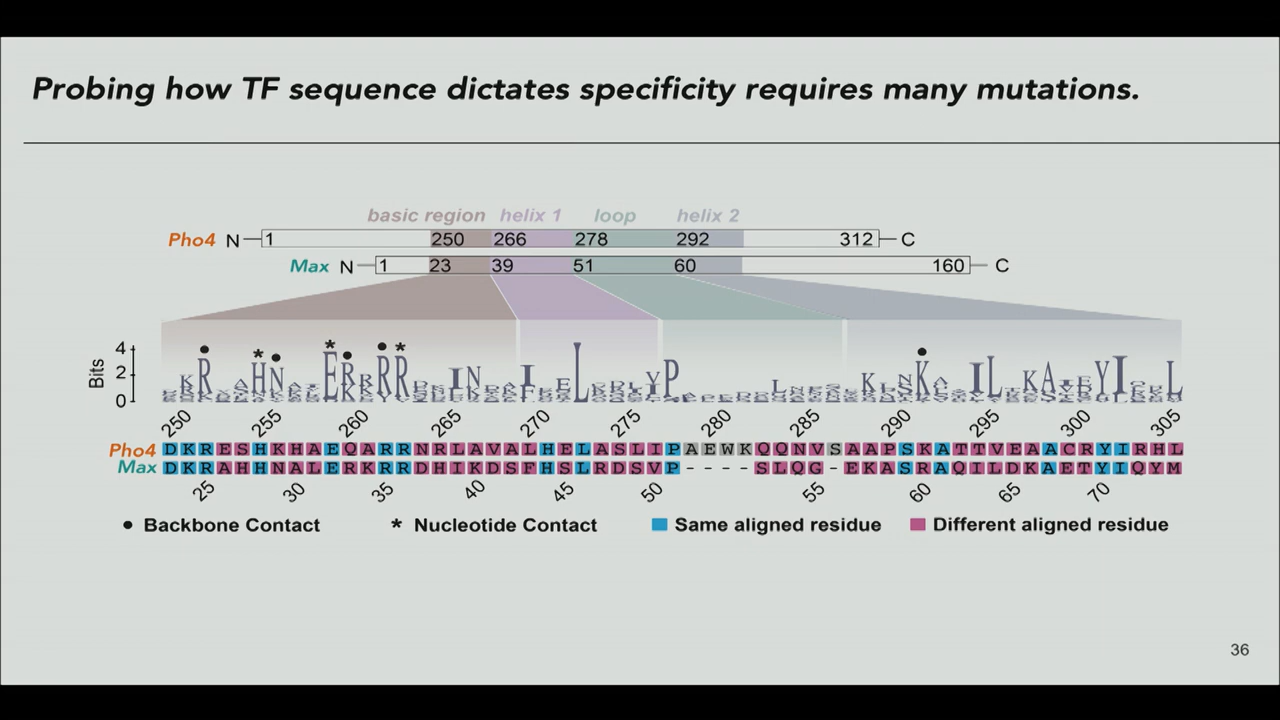 Probing how TF sequence dictates specificity requires many mutations.
basic region helix 1 loop helix 2
Pho4 N 1 250 266 278 292 312 C
Max N 1 23 39 51 60 160 C
Bits
4
2
0
250 255 260 265 270 275 280 285 290 295 300 305
Pho4 DKRESHKHAEQARRNRLAVALHELASLIPAEWKQQNVSAAPSKATTVEAACRYIRHL
Max DKRAHHNALERKRRDHIKDSFHSLRDSVP----SLQG-EKASRAQILDKAETYIQYM
25 30 35 40 45 50 55 60 65 70
• Backbone Contact * Nucleotide Contact Same aligned residue Different aligned residue
36